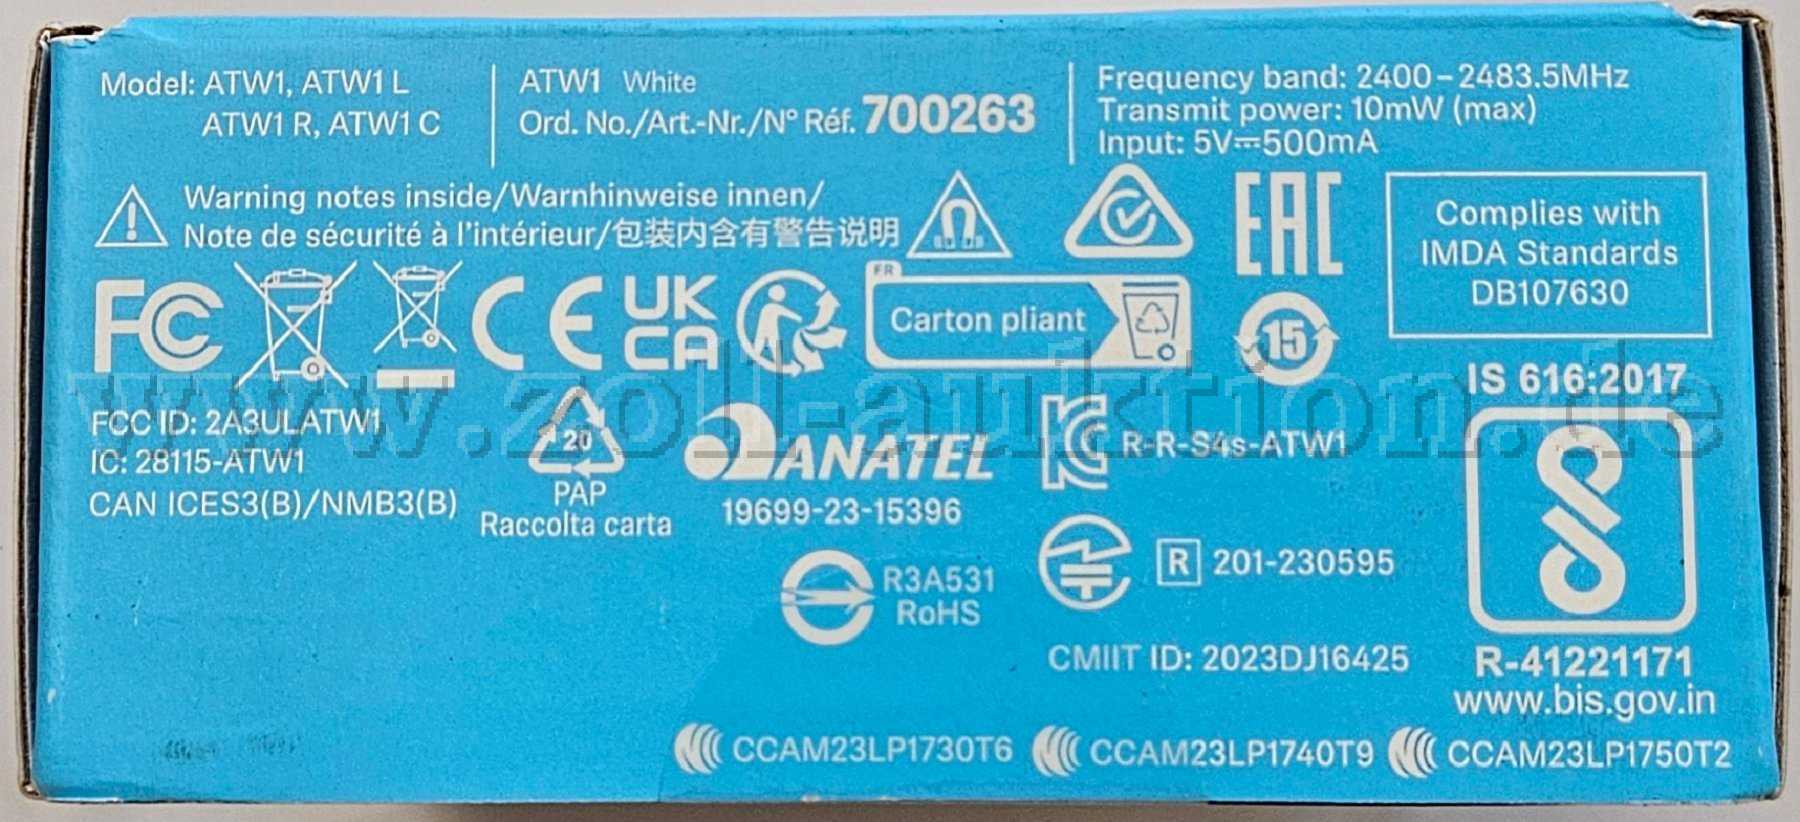 Model: ATW1, ATW1 L
ATW1 R, ATW1 C
ATW1 White
Ord. No./Art.-Nr./N° Réf. 700263
Frequency band: 2400–2483.5MHz
Transmit power: 10mW (max)
Input: 5V⎓500mA
Warning notes inside/Warnhinweise innen/
Note de sécurité à l'intérieur/包装内含有警告说明
EAC
Complies with
IMDA Standards
DB107630
FC
CE
UK
CA
FR
Carton pliant
15
www.zoll-auktion.de
IS 616:2017
FCC ID: 2A3ULATW1
IC: 28115-ATW1
CAN ICES3(B)/NMB3(B)
20
PAP
Raccolta carta
ANATEL
19699-23-15396
R-R-S4s-ATW1
R3A531
RoHS
R 201-230595
CMIIT ID: 2023DJ16425
R-41221171
www.bis.gov.in
CCAM23LP1730T6
CCAM23LP1740T9
CCAM23LP1750T2